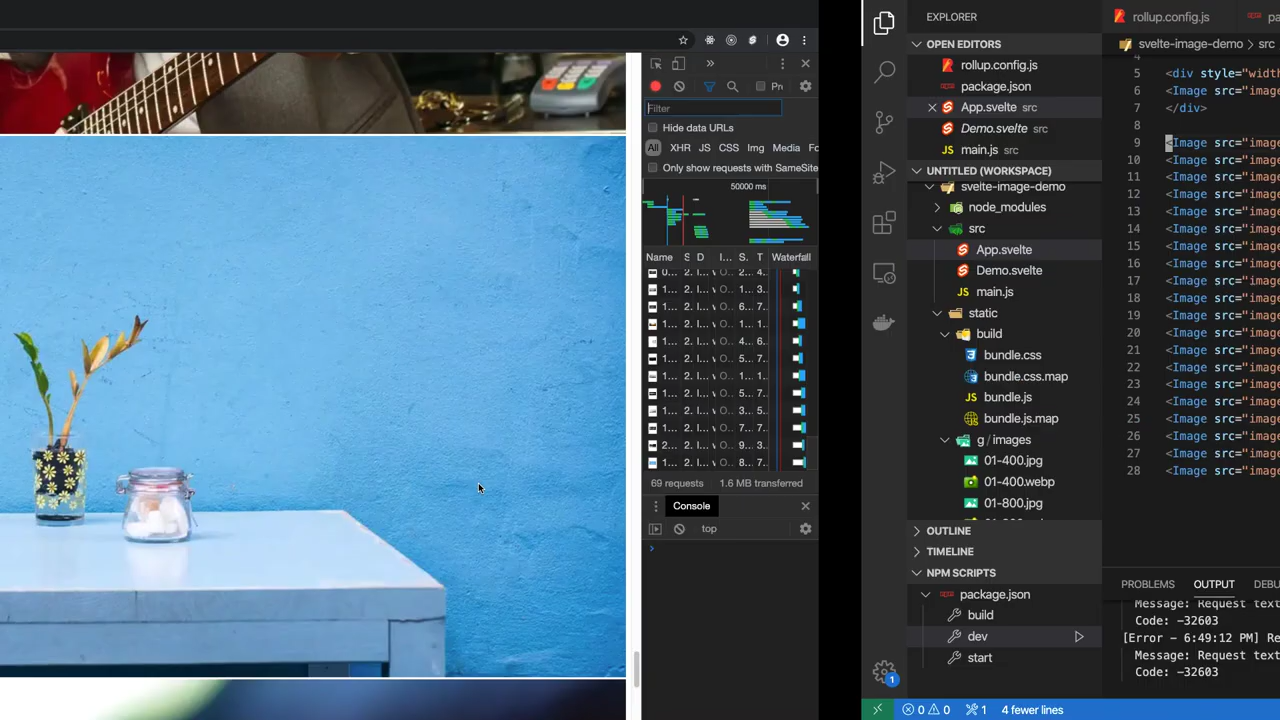 Pn
Filter
Hide data URLs
All XHR JS CSS Img Media Fo
Only show requests with SameSite
50000 ms
Name S D I... S. T Waterfall
69 requests 1.6 MB transferred
Console
top
EXPLORER
OPEN EDITORS
rollup.config.js
package.json
App.svelte src
Demo.svelte src
main.js src
UNTITLED (WORKSPACE)
svelte-image-demo
node_modules
src
App.svelte
Demo.svelte
main.js
static
build
bundle.css
bundle.css.map
bundle.js
bundle.js.map
g / images
01-400.jpg
01-400.webp
01-800.jpg
OUTLINE
TIMELINE
NPM SCRIPTS
package.json
build
dev
start
1
0 0 1 4 fewer lines
rollup.config.js pa
svelte-image-demo > src
5 <div style="width
6 <Image src="image
7 </div>
8
9 <Image src="image
10 <Image src="image
11 <Image src="image
12 <Image src="image
13 <Image src="image
14 <Image src="image
15 <Image src="image
16 <Image src="image
17 <Image src="image
18 <Image src="image
19 <Image src="image
20 <Image src="image
21 <Image src="image
22 <Image src="image
23 <Image src="image
24 <Image src="image
25 <Image src="image
26 <Image src="image
27 <Image src="image
28 <Image src="image
PROBLEMS OUTPUT DEBU
Message: Request text
Code: -32603
[Error - 6:49:12 PM] Re
Message: Request text
Code: -32603